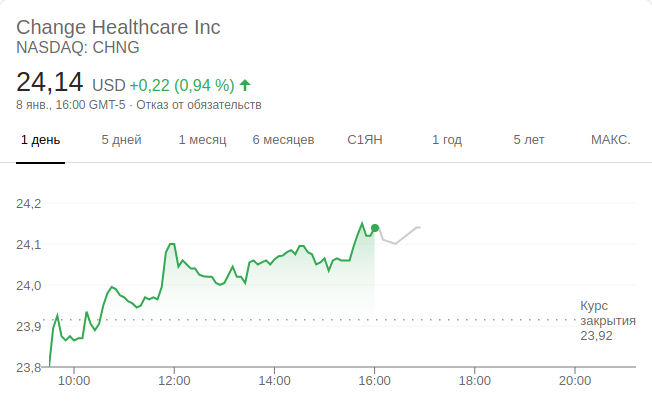 Change Healthcare Inc
NASDAQ: CHNG
24,14 USD +0,22 (0,94 %)
8 янв., 16:00 GMT-5 · Отказ от обязательств
1 день 5 дней 1 месяц 6 месяцев С1ЯН 1 год 5 лет МАКС.
24,2
24,1
24,0
23,9
23,8
Курс
закрытия
23,92
10:00 12:00 14:00 16:00 18:00 20:00